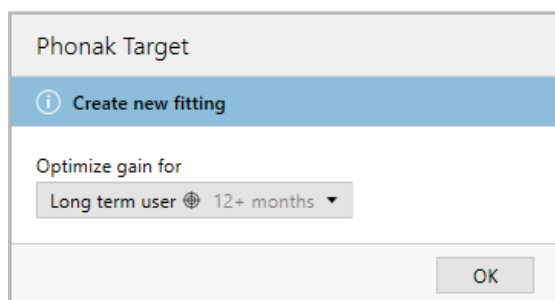 Phonak Target
Create new fitting
Optimize gain for
Long term user 12+ months
OK